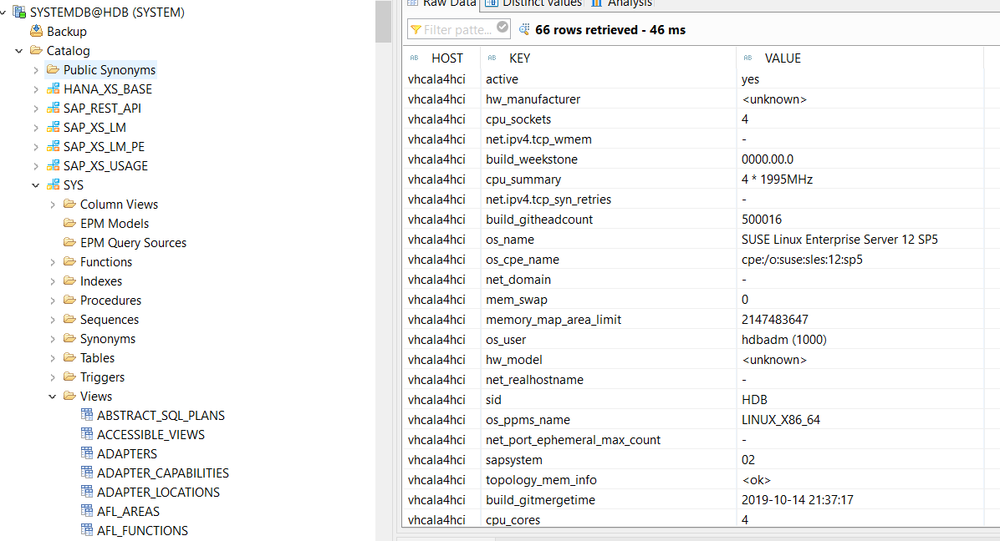 SYSTEMDB@HDB (SYSTEM)
Backup
Catalog
Public Synonyms
HANA_XS_BASE
SAP_REST_API
SAP_XS_LM
SAP_XS_LM_PE
SAP_XS_USAGE
SYS
Column Views
EPM Models
EPM Query Sources
Functions
Indexes
Procedures
Sequences
Synonyms
Tables
Triggers
Views
ABSTRACT_SQL_PLANS
ACCESSIBLE_VIEWS
ADAPTERS
ADAPTER_CAPABILITIES
ADAPTER_LOCATIONS
AFL_AREAS
AFL_FUNCTIONS
Raw Data Distinct values Analysis
Filter patte... 66 rows retrieved - 46 ms
AB HOST AB KEY AB VALUE
vhcala4hci active yes
vhcala4hci hw_manufacturer <unknown>
vhcala4hci cpu_sockets 4
vhcala4hci net.ipv4.tcp_wmem -
vhcala4hci build_weekstone 0000.00.0
vhcala4hci cpu_summary 4 * 1995MHz
vhcala4hci net.ipv4.tcp_syn_retries -
vhcala4hci build_githeadcount 500016
vhcala4hci os_name SUSE Linux Enterprise Server 12 SP5
vhcala4hci os_cpe_name cpe:/o:suse:sles:12:sp5
vhcala4hci net_domain -
vhcala4hci mem_swap 0
vhcala4hci memory_map_area_limit 2147483647
vhcala4hci os_user hdbadm (1000)
vhcala4hci hw_model <unknown>
vhcala4hci net_realhostname -
vhcala4hci sid HDB
vhcala4hci os_ppms_name LINUX_X86_64
vhcala4hci net_port_ephemeral_max_count -
vhcala4hci sapsystem 02
vhcala4hci topology_mem_info <ok>
vhcala4hci build_gitmergetime 2019-10-14 21:37:17
vhcala4hci cpu_cores 4